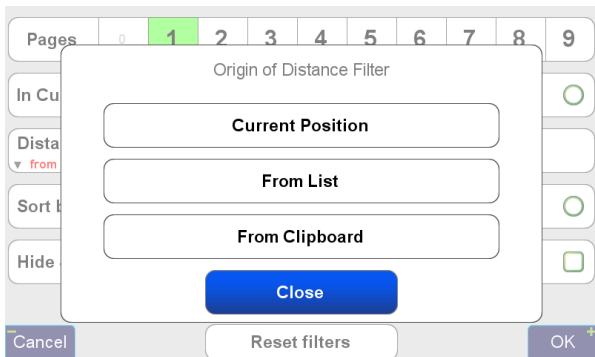 Pages 0 1 2 3 4 5 6 7 8 9
Origin of Distance Filter
In Cu
Current Position
Dista
▼ from
From List
Sort
From Clipboard
Hide
Close
Cancel
Reset filters
OK